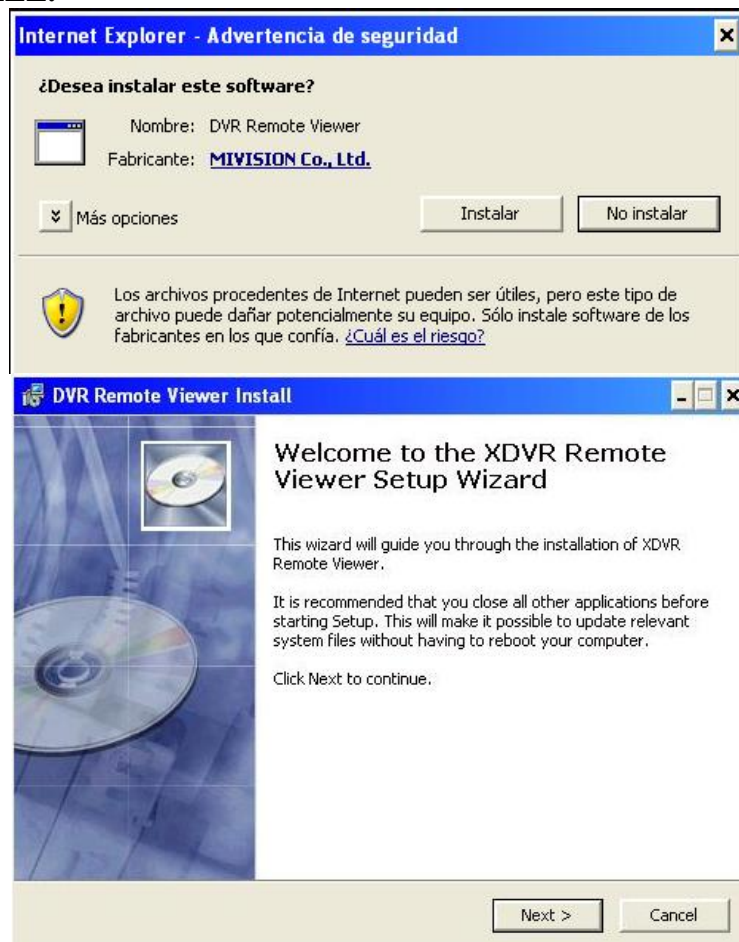 Internet Explorer - Advertencia de seguridad
¿Desea instalar este software?
Nombre: DVR Remote Viewer
Fabricante: MIVISION Co., Ltd.
Más opciones
Instalar
No instalar
Los archivos procedentes de Internet pueden ser útiles, pero este tipo de
archivo puede dañar potencialmente su equipo. Sólo instale software de los
fabricantes en los que confía. ¿Cuál es el riesgo?
DVR Remote Viewer Install
Welcome to the XDVR Remote
Viewer Setup Wizard
This wizard will guide you through the installation of XDVR
Remote Viewer.
It is recommended that you close all other applications before
starting Setup. This will make it possible to update relevant
system files without having to reboot your computer.
Click Next to continue.
Next >
Cancel